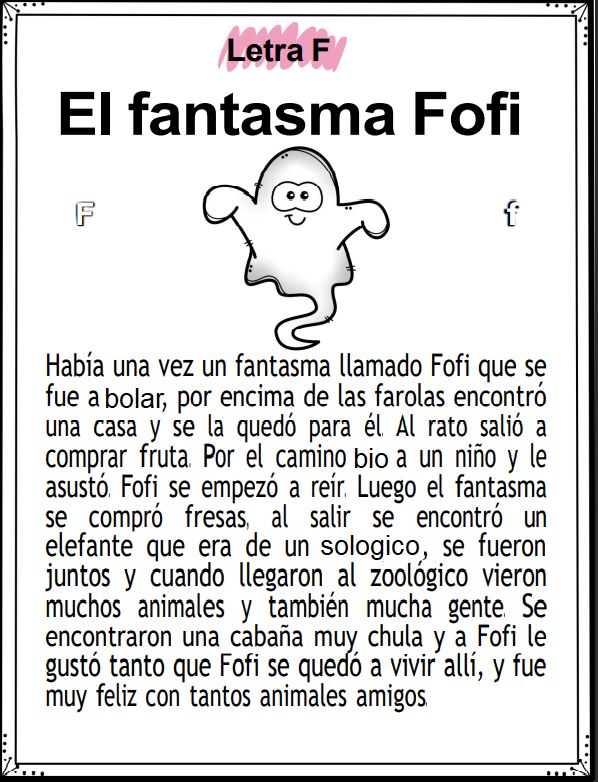 Letra F
El fantasma Fofi
F f
Había una vez un fantasma llamado Fofi que se
fue a bolar, por encima de las farolas encontró
una casa y se la quedó para él. Al rato salió a
comprar fruta. Por el camino bio a un niño y le
asustó. Fofi se empezó a reír. Luego el fantasma
se compró fresas, al salir se encontró un
elefante que era de un sologico, se fueron
juntos y cuando llegaron al zoológico vieron
muchos animales y también mucha gente. Se
encontraron una cabaña muy chula y a Fofi le
gustó tanto que Fofi se quedó a vivir allí, y fue
muy feliz con tantos animales amigos.